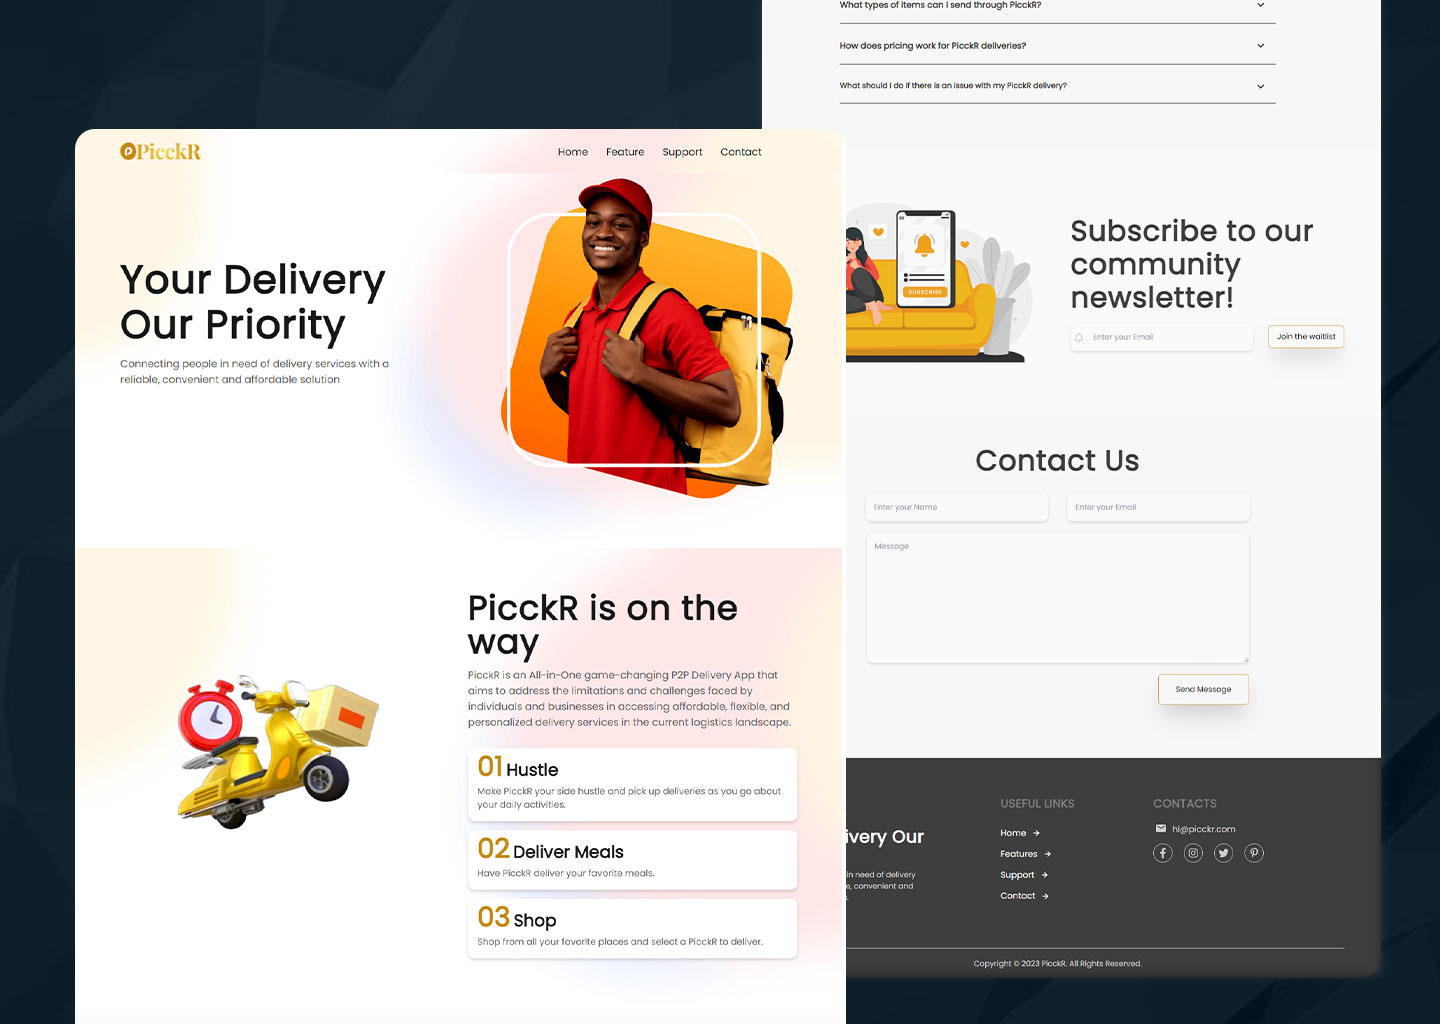 PicckR
Home Feature Support Contact
Your Delivery
Our Priority
Connecting people in need of delivery services with a
reliable, convenient and affordable solution
PicckR is on the
way
PicckR is an All-in-One game-changing P2P Delivery App that
aims to address the limitations and challenges faced by
individuals and businesses in accessing affordable, flexible, and
personalized delivery services in the current logistics landscape.
01 Hustle
Make PicckR your side hustle and pick up deliveries as you go about
your daily activities.
02 Deliver Meals
Have PicckR deliver your favorite meals.
03 Shop
Shop from all your favorite places and select a PicckR to deliver.
What types of items can I send through PicckR?
How does pricing work for PicckR deliveries?
What should I do if there is an issue with my PicckR delivery?
SUBSCRIBE
Subscribe to our
community
newsletter!
Enter your Email
Join the waitlist
Contact Us
Enter your Name
Enter your Email
Message
Send Message
ivery Our
in need of delivery
e, convenient and
USEFUL LINKS
Home
Features
Support
Contact
CONTACTS
hi@picckr.com
Copyright © 2023 PicckR. All Rights Reserved.